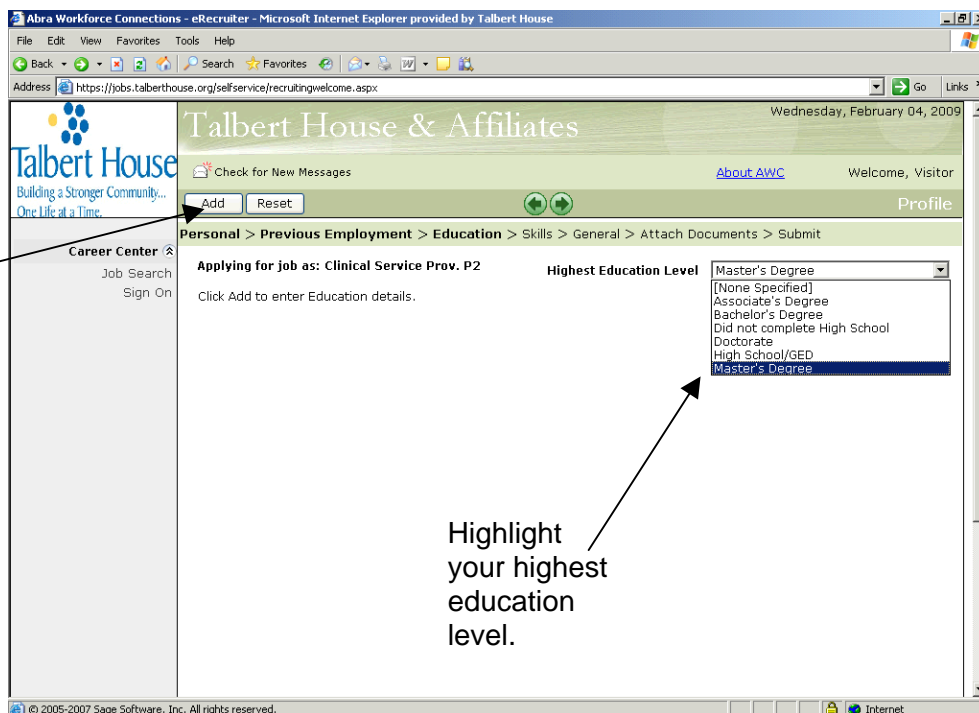 Abra Workforce Connections - eRecruiter - Microsoft Internet Explorer provided by Talbert House
File Edit View Favorites Tools Help
Back Search Favorites
Address https://jobs.talberthouse.org/selfservice/recruitingwelcome.aspx Go Links
Talbert House
Building a Stronger Community...
One Life at a Time.
Talbert House & Affiliates
Wednesday, February 04, 2009
Check for New Messages About AWC Welcome, Visitor
Add Reset Profile
Personal > Previous Employment > Education > Skills > General > Attach Documents > Submit
Career Center
Job Search
Sign On
Applying for job as: Clinical Service Prov. P2
Click Add to enter Education details.
Highest Education Level Master's Degree
[None Specified]
Associate's Degree
Bachelor's Degree
Did not complete High School
Doctorate
High School/GED
Master's Degree
Highlight
your highest
education
level.
© 2005-2007 Sage Software, Inc. All rights reserved. Internet